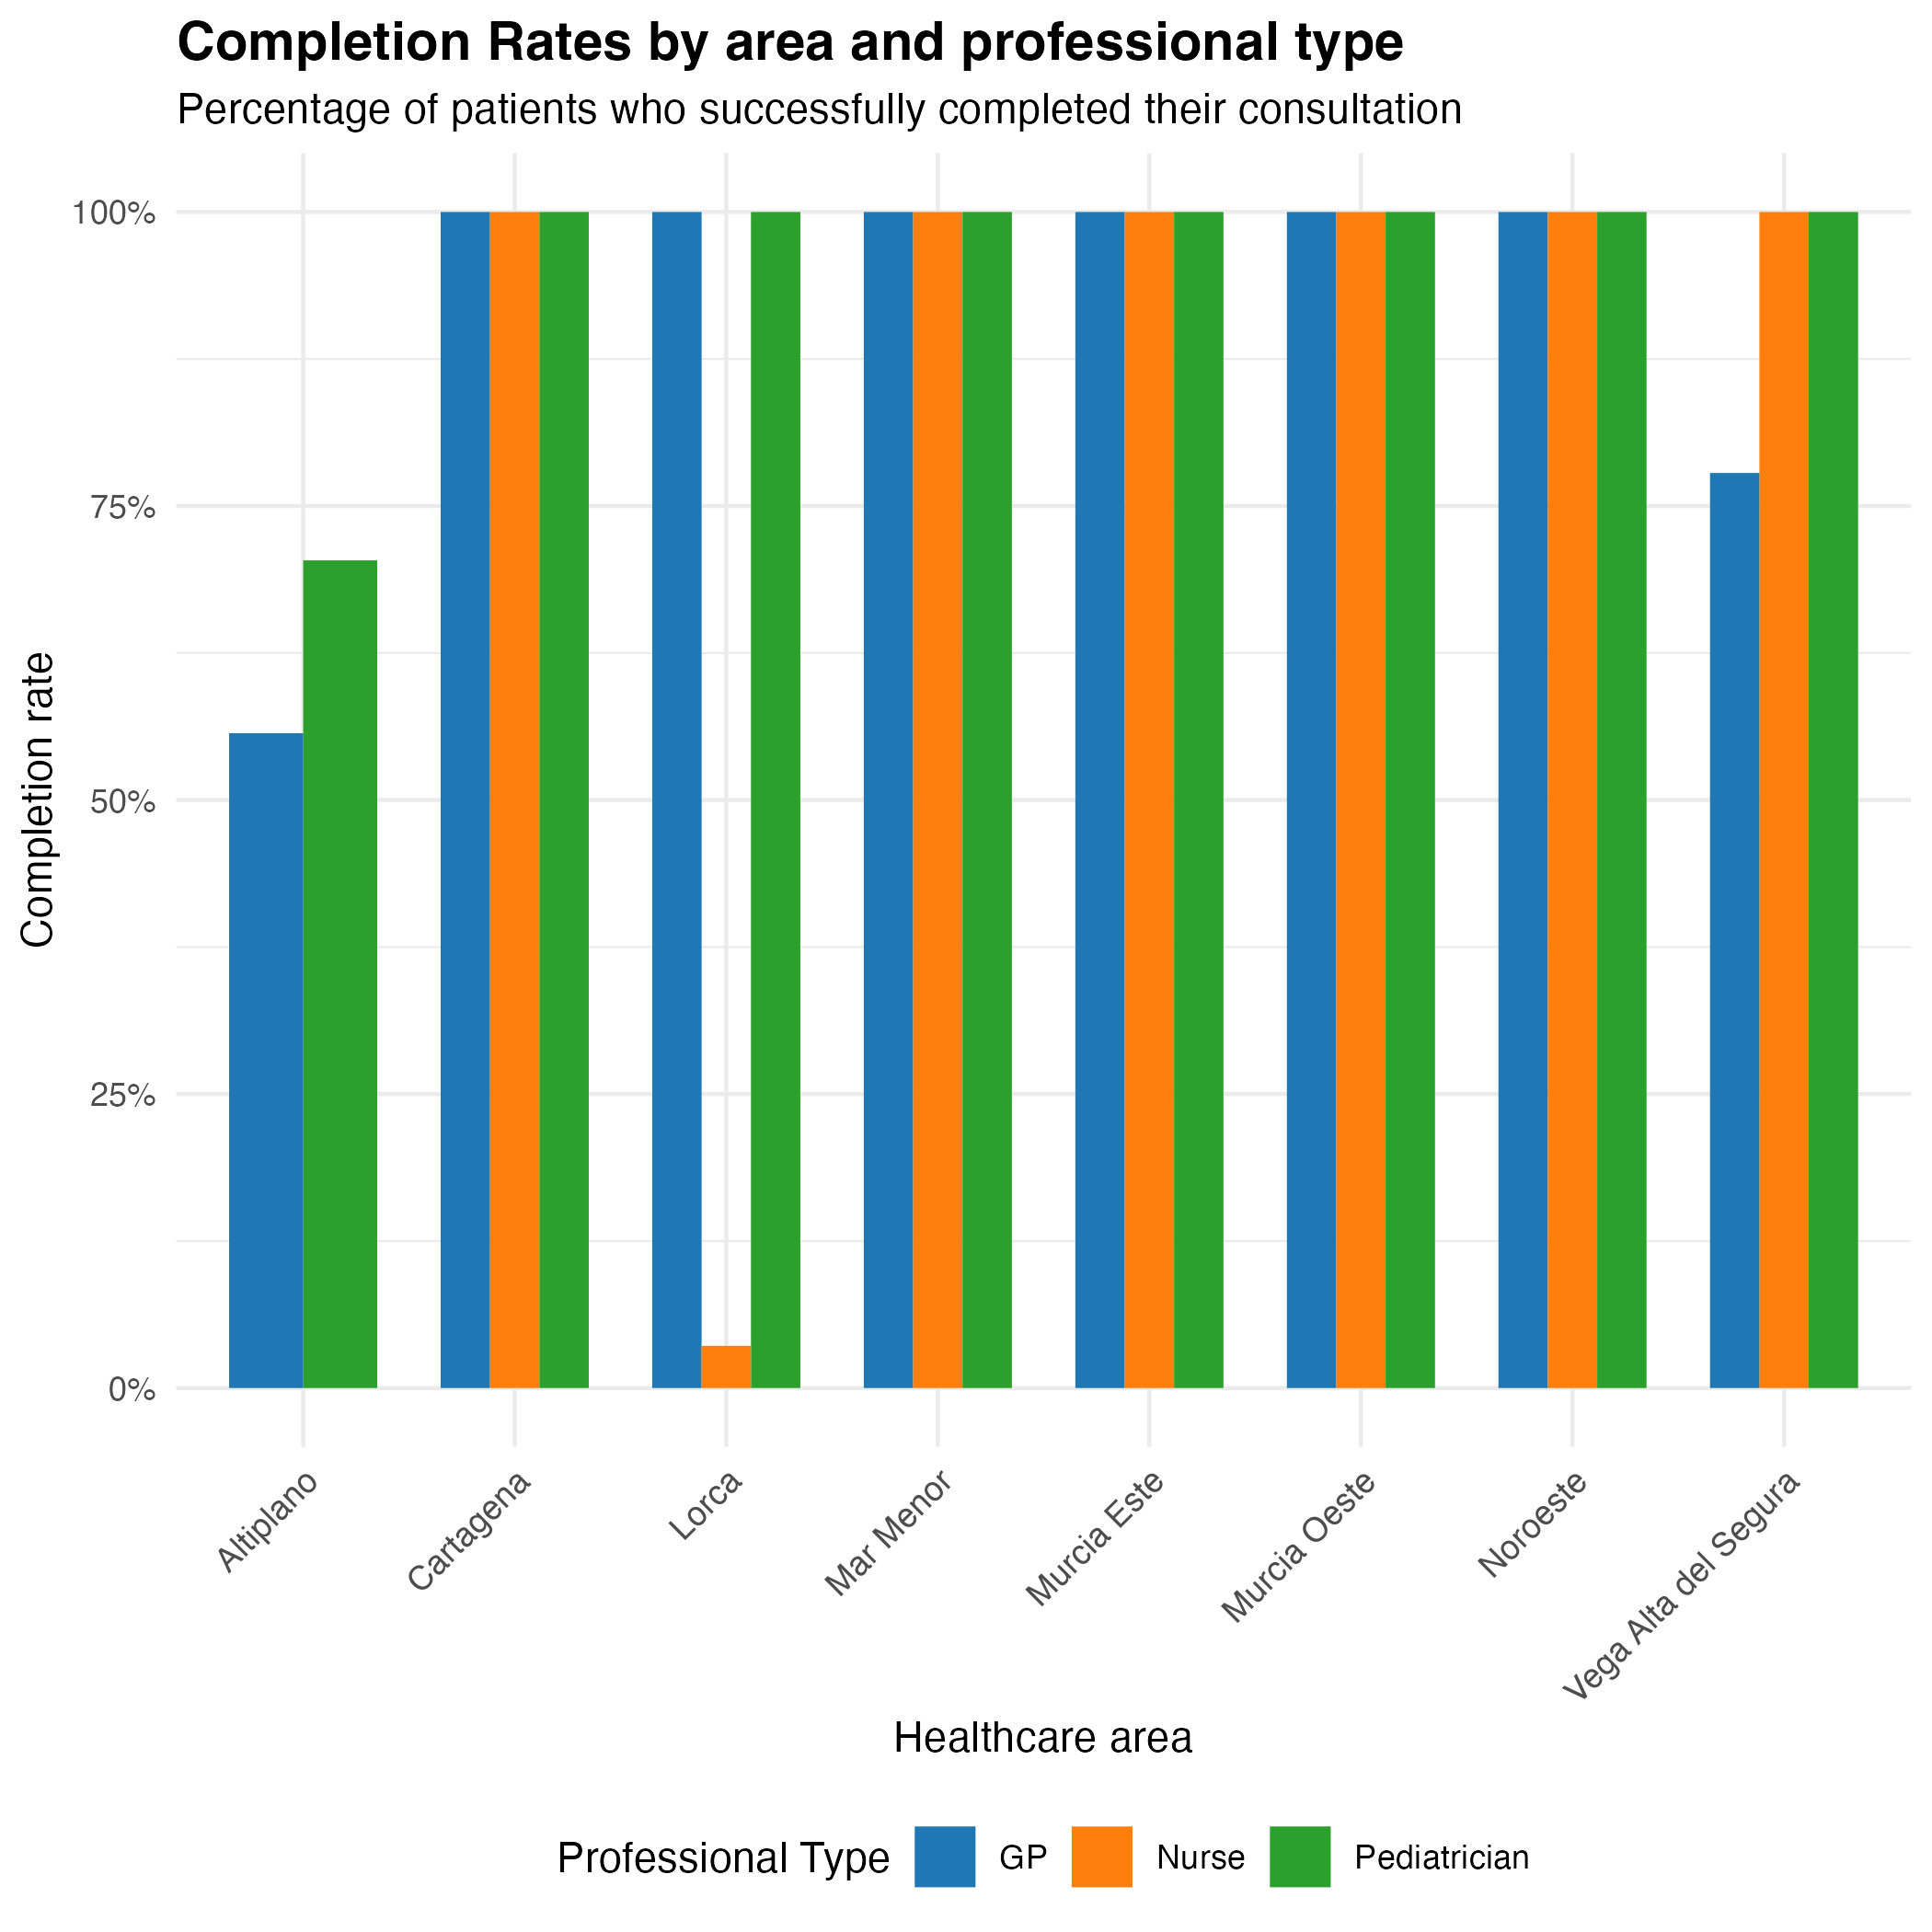 Completion Rates by area and professional type
Percentage of patients who successfully completed their consultation
Completion rate
100%
75%
50%
25%
0%
Altiplano
Cartagena
Lorca
Mar Menor
Murcia Este
Murcia Oeste
Noroeste
Vega Alta del Segura
Healthcare area
Professional Type GP Nurse Pediatrician